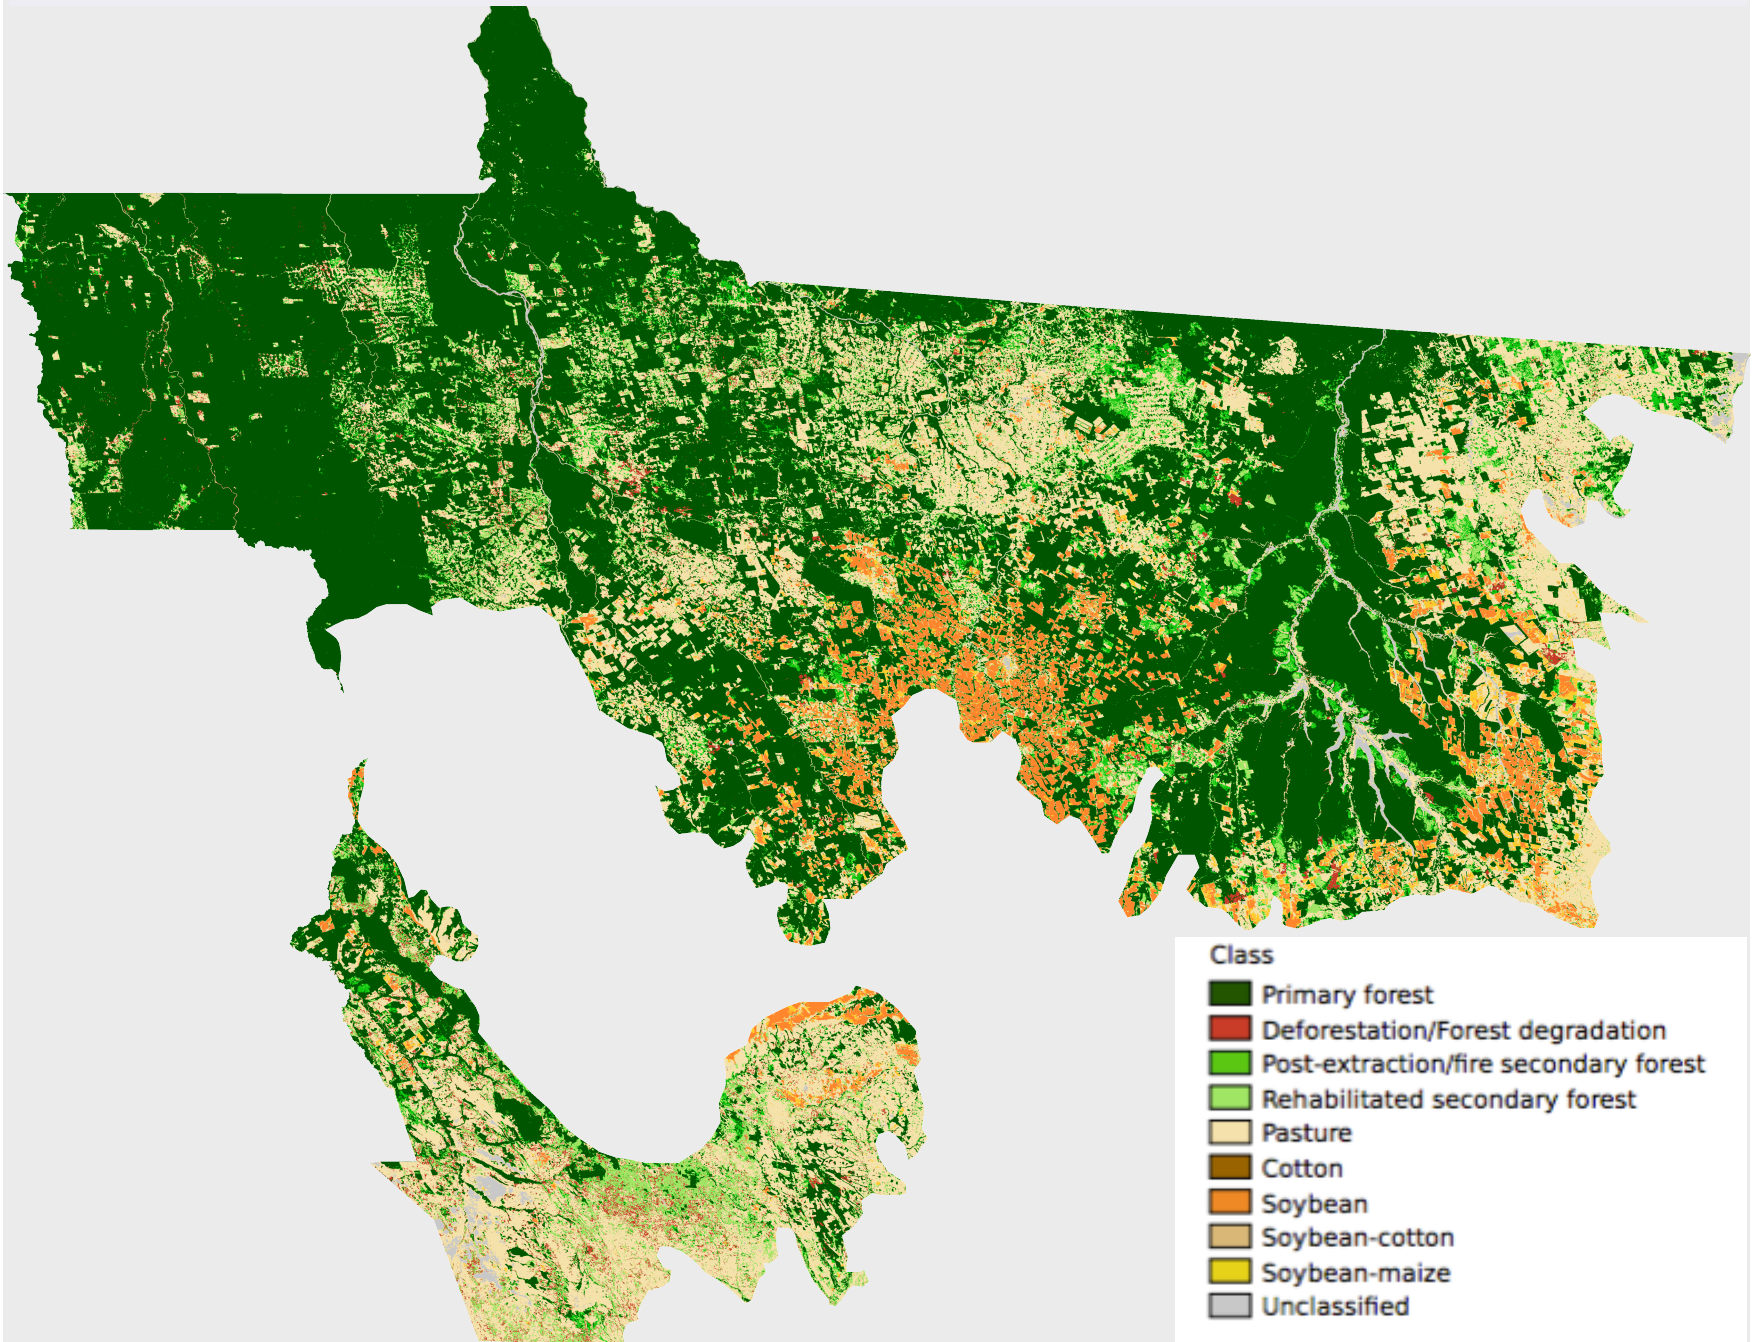 Class
Primary forest
Deforestation/Forest degradation
Post-extraction/fire secondary forest
Rehabilitated secondary forest
Pasture
Cotton
Soybean
Soybean-cotton
Soybean-maize
Unclassified